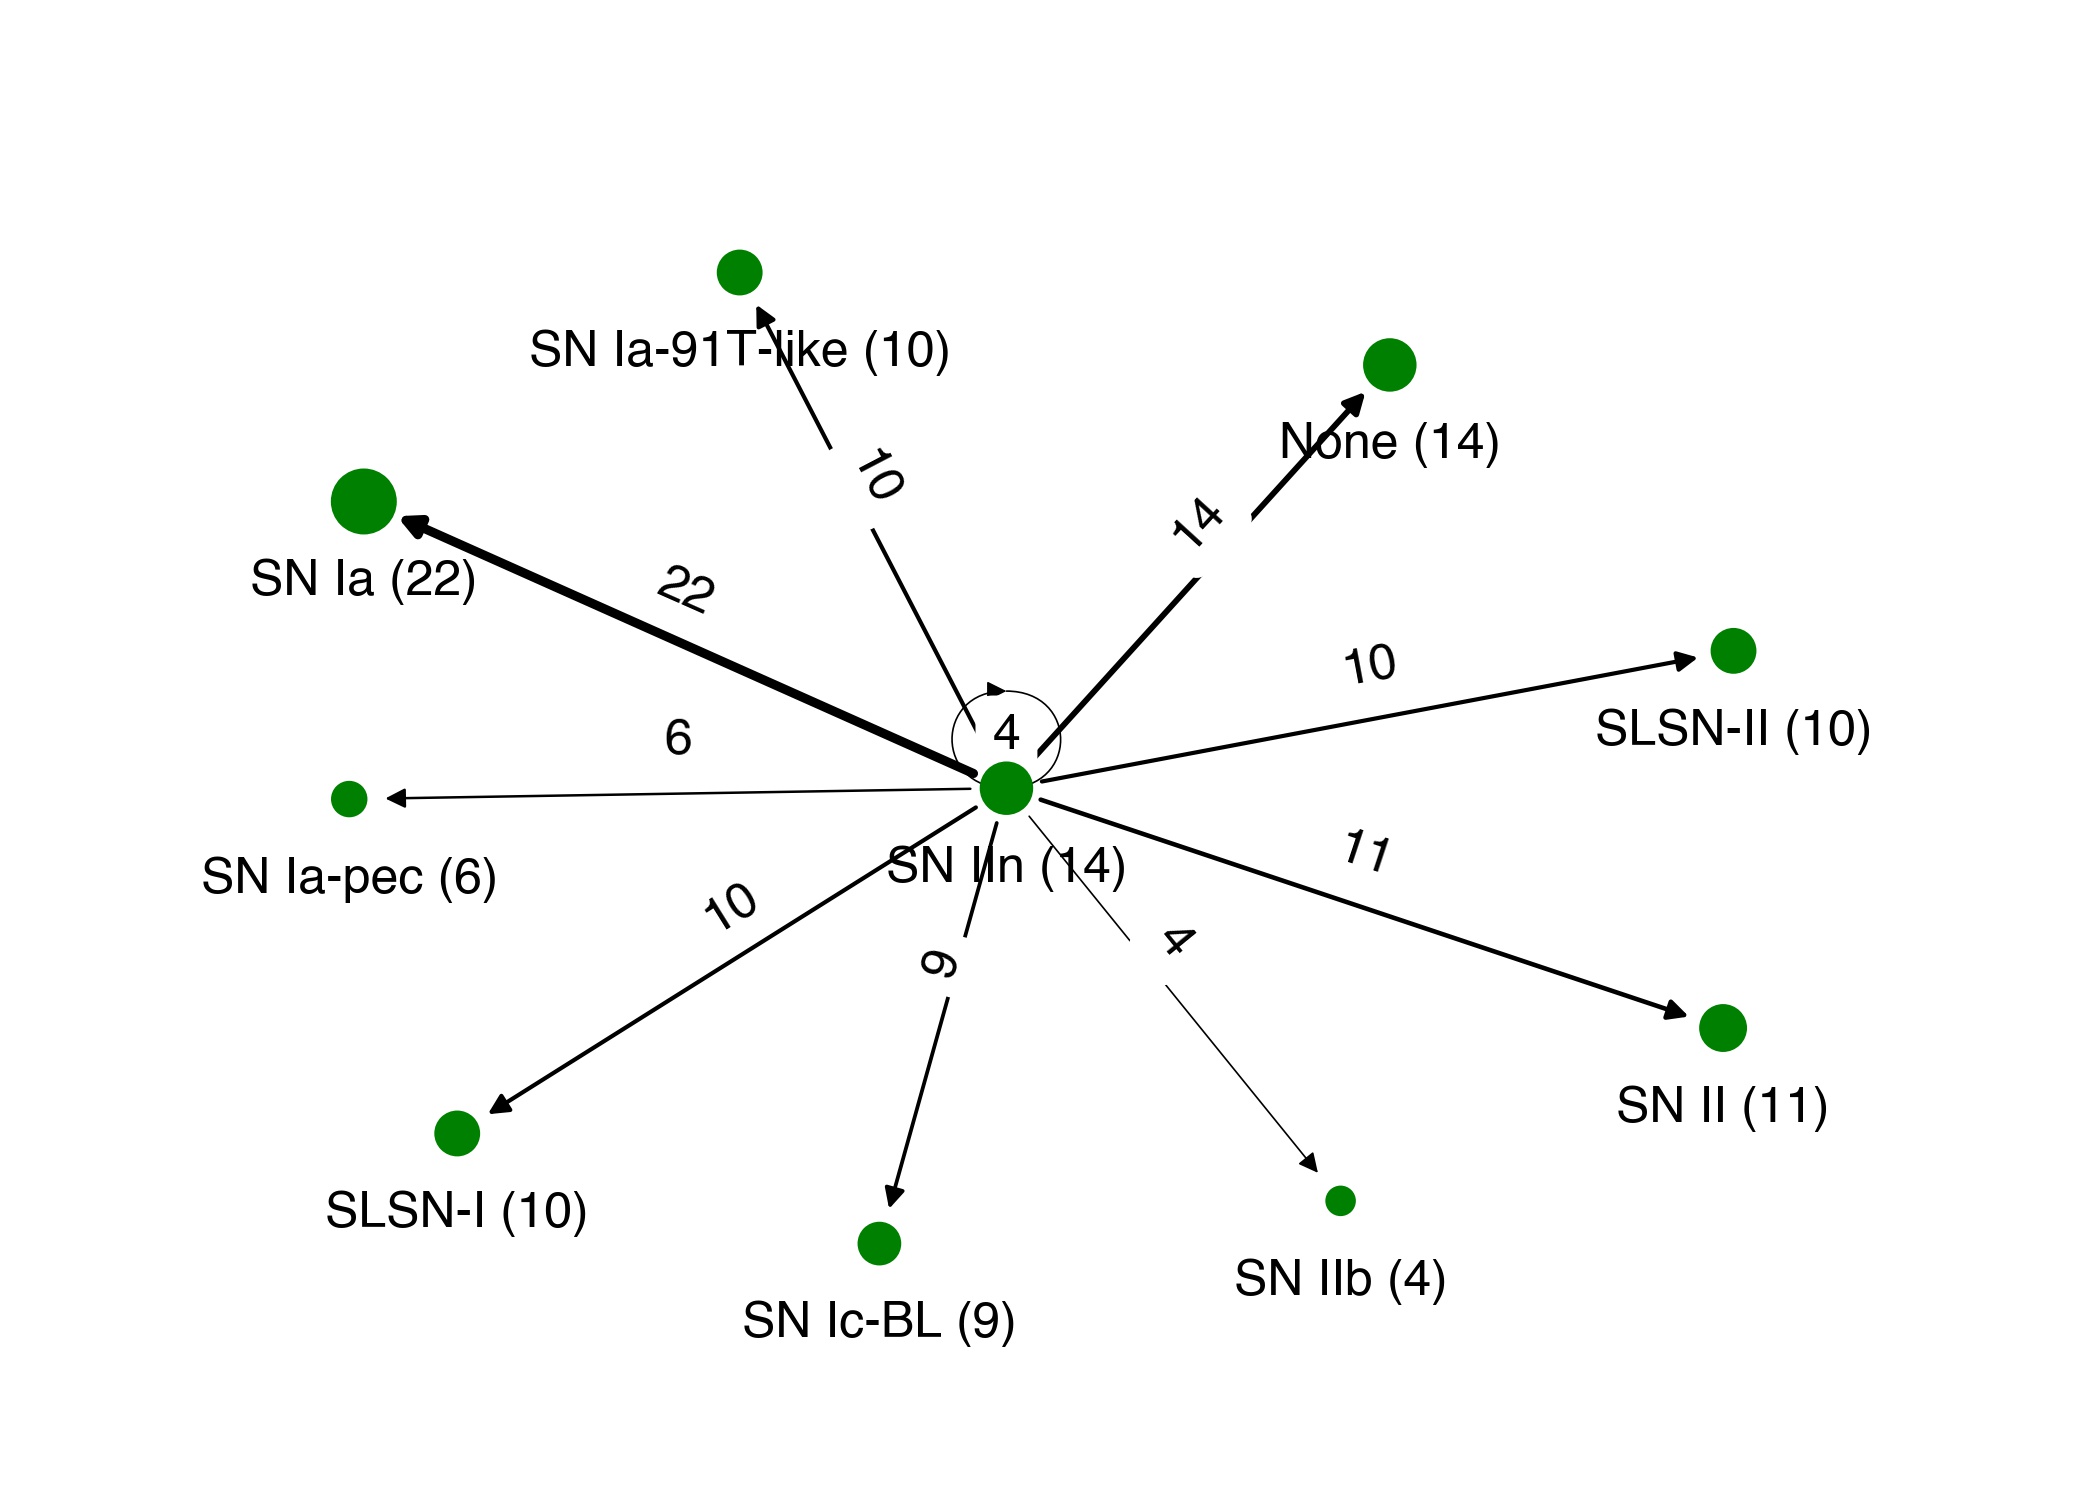 SN Ia-91T-like (10)
None (14)
10
14
SN Ia (22)
22
10
SLSN-II (10)
6
4
SN IIn (14)
11
SN Ia-pec (6)
10
9
4
SN II (11)
SLSN-I (10)
SN IIb (4)
SN Ic-BL (9)